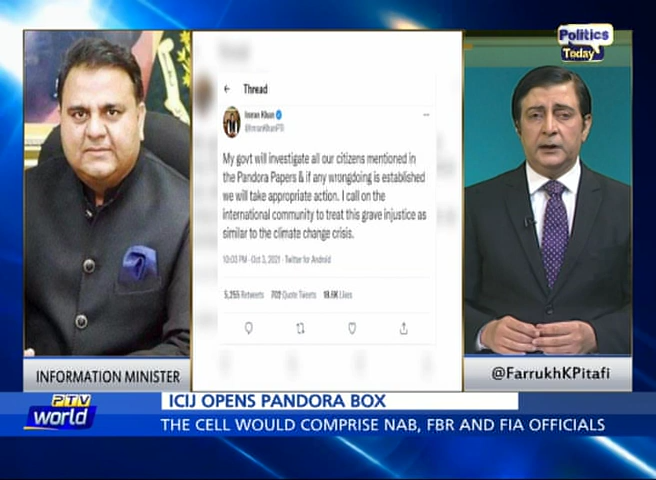 Politics
Today
Thread
Imran Khan
@ImranKhanPTI
My govt will investigate all our citizens mentioned in
the Pandora Papers & if any wrongdoing is established
we will take appropriate action. I call on the
international community to treat this grave injustice as
similar to the climate change crisis.
10:03 PM · Oct 3, 2021 · Twitter for Android
5,255 Retweets 702 Quote Tweets 18.6K Likes
INFORMATION MINISTER
@FarrukhKPitafi
PTV
world
ICIJ OPENS PANDORA BOX
THE CELL WOULD COMPRISE NAB, FBR AND FIA OFFICIALS